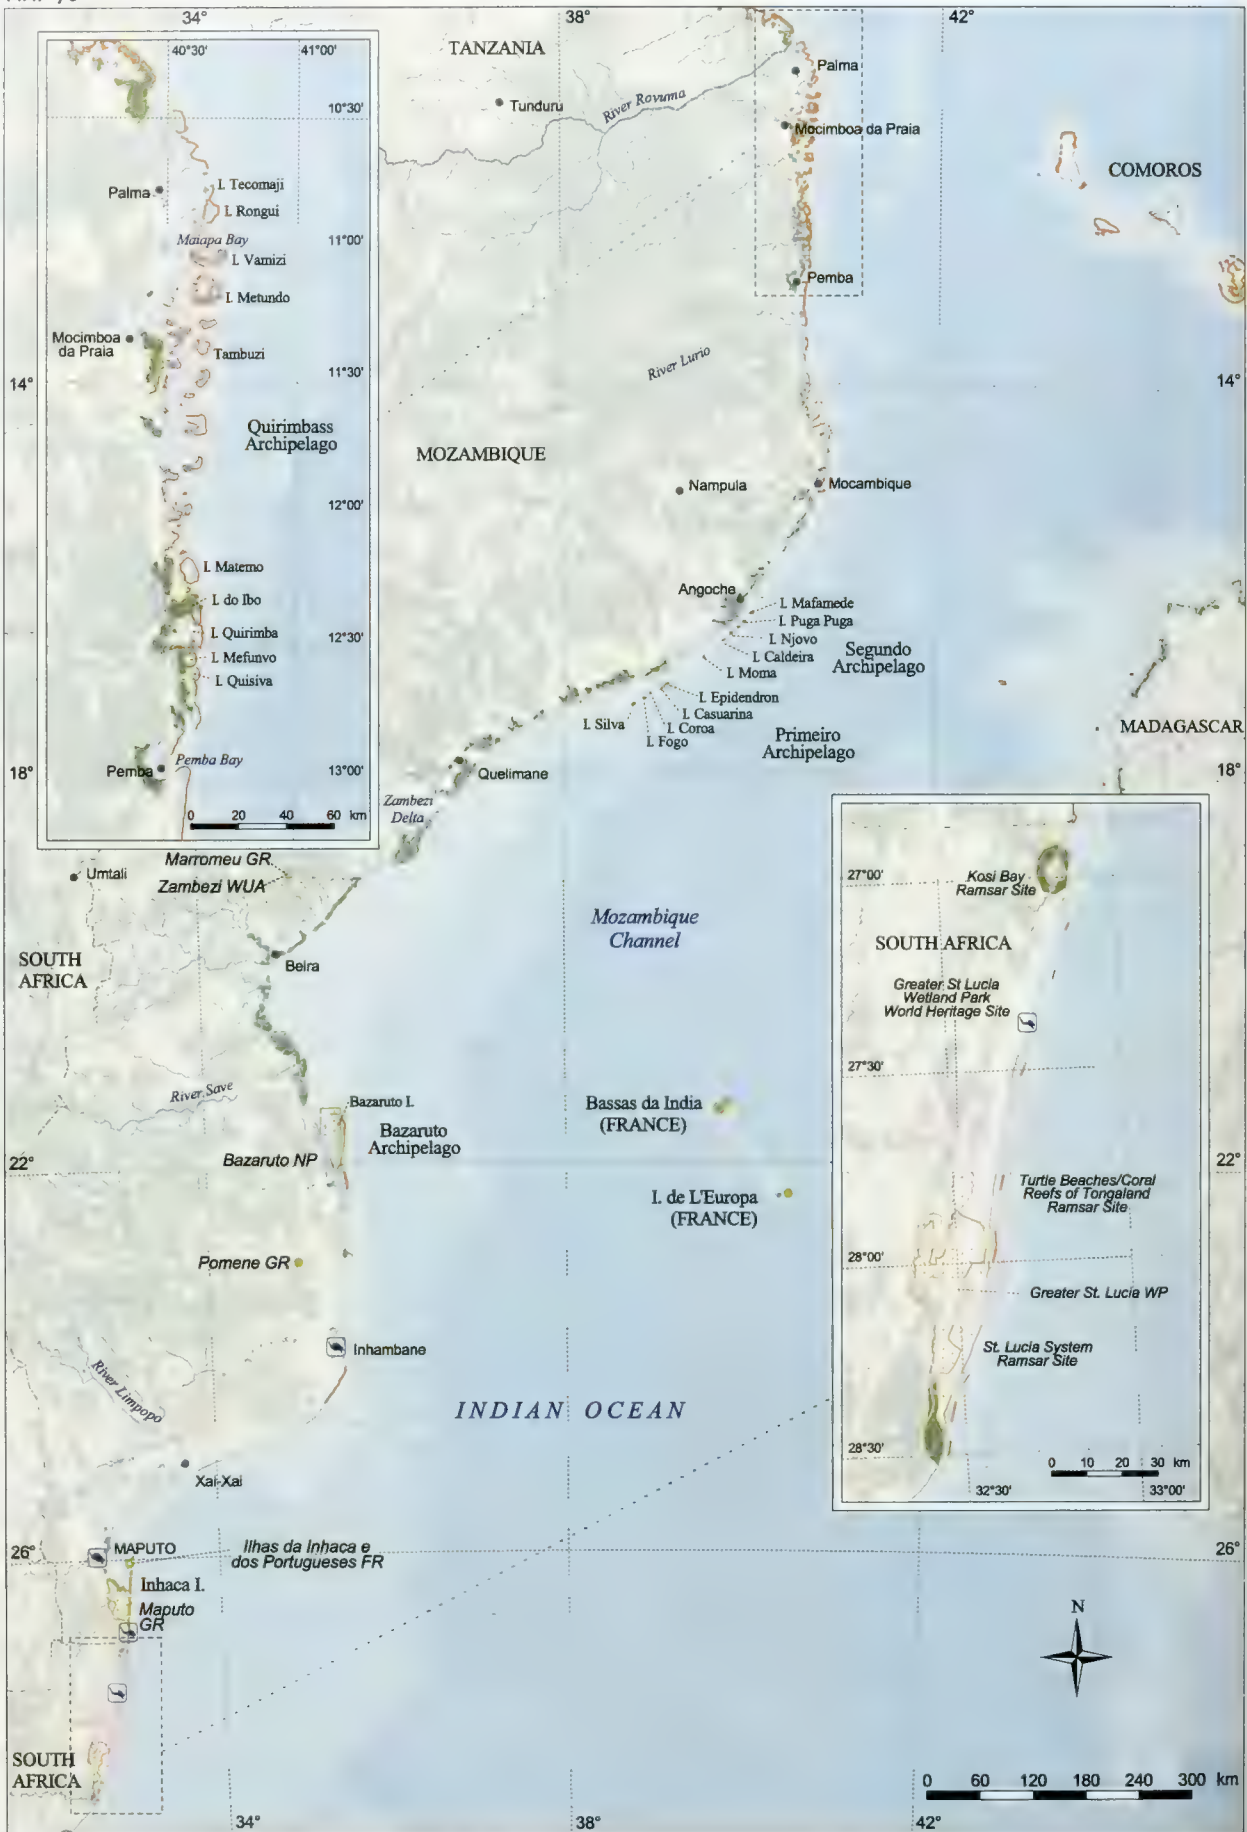 34°
38°
42°
40°30'
41°00'
10°30'
Palma
I. Tecomaji
I. Rongui
Maiapa Bay
11°00'
I. Vamizi
I. Metundo
Mocimboa
da Praia
Tambuzi
11°30'
Quirimbass
Archipelago
12°00'
I. Matemo
I. do Ibo
I. Quirimba
12°30'
I. Mefunvo
I. Quisiva
Pemba Bay
Pemba
13°00'
0 20 40 60 km
TANZANIA
Tunduru
River Rovuma
Palma
Mocimboa da Praia
COMOROS
Pemba
River Lurio
14°
14°
MOZAMBIQUE
Nampula
Mocambique
Angoche
I. Mafamede
I. Puga Puga
I. Njovo
I. Caldeira
I. Moma
Segundo
Archipelago
I. Epidendron
I. Casuarina
I. Coroa
I. Silva
I. Fogo
Primeiro
Archipelago
MADAGASCAR
18°
18°
Quelimane
Zambezi
Delta
Marromeu GR
Umtali
Zambezi WUA
Mozambique
Channel
SOUTH
AFRICA
Beira
River Save
Bazaruto I.
Bazaruto
Archipelago
Bazaruto NP
Bassas da India
(FRANCE)
22°
22°
I. de L'Europa
(FRANCE)
Pomene GR
Inhambane
River Limpopo
INDIAN OCEAN
Xai-Xai
26°
26°
MAPUTO
Ilhas da Inhaca e
dos Portugueses FR
Inhaca I.
Maputo
GR
SOUTH
AFRICA
27°00'
Kosi Bay
Ramsar Site
SOUTH AFRICA
Greater St Lucia
Wetland Park
World Heritage Site
27°30'
Turtle Beaches/Coral
Reefs of Tongaland
Ramsar Site
28°00'
Greater St. Lucia WP
St. Lucia System
Ramsar Site
28°30'
0 10 20 30 km
32°30'
33°00'
N
0 60 120 180 240 300 km
34°
38°
42°